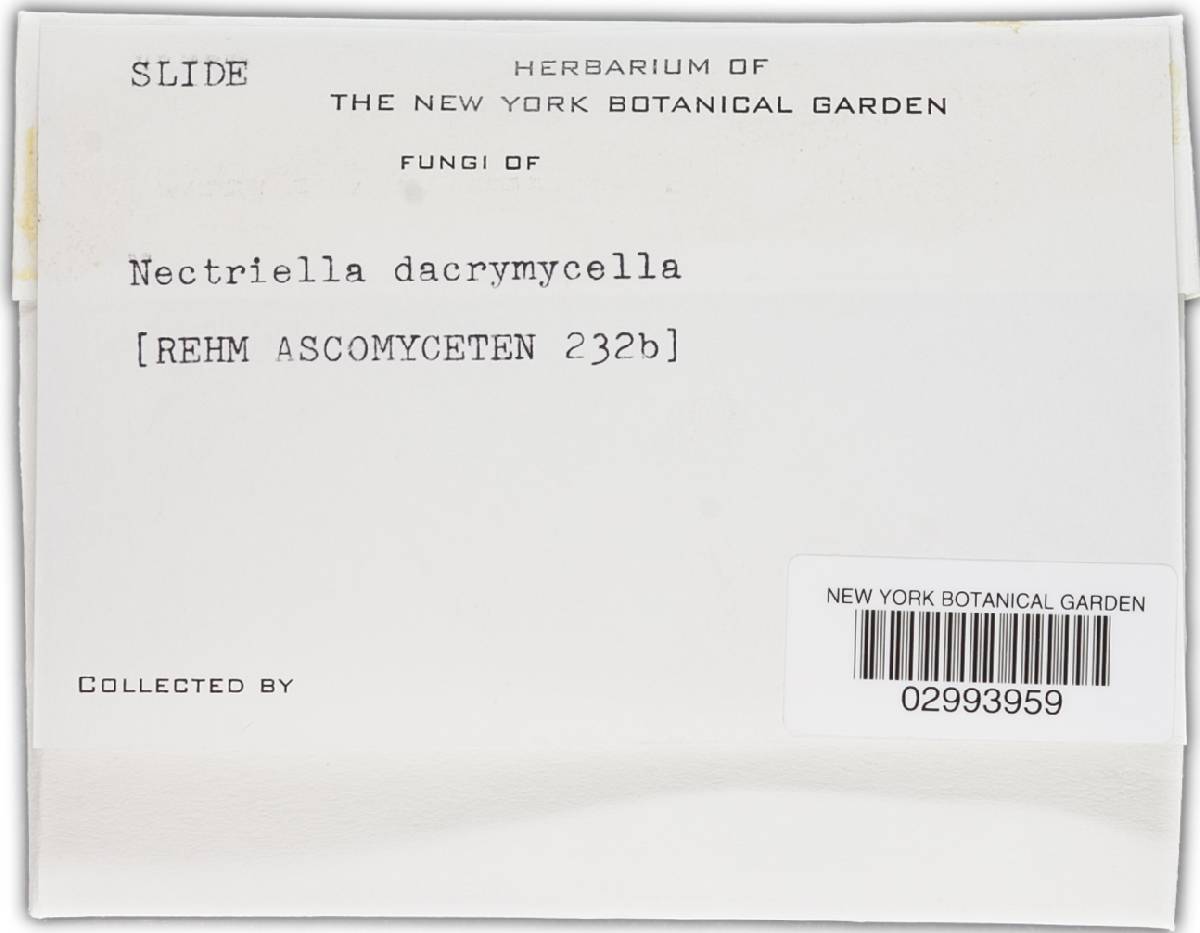 SLIDE
HERBARIUM OF
THE NEW YORK BOTANICAL GARDEN
FUNGI OF
Nectriella dacrymycella
[REHM ASCOMYCETEN 232b]
NEW YORK BOTANICAL GARDEN
02993959
COLLECTED BY